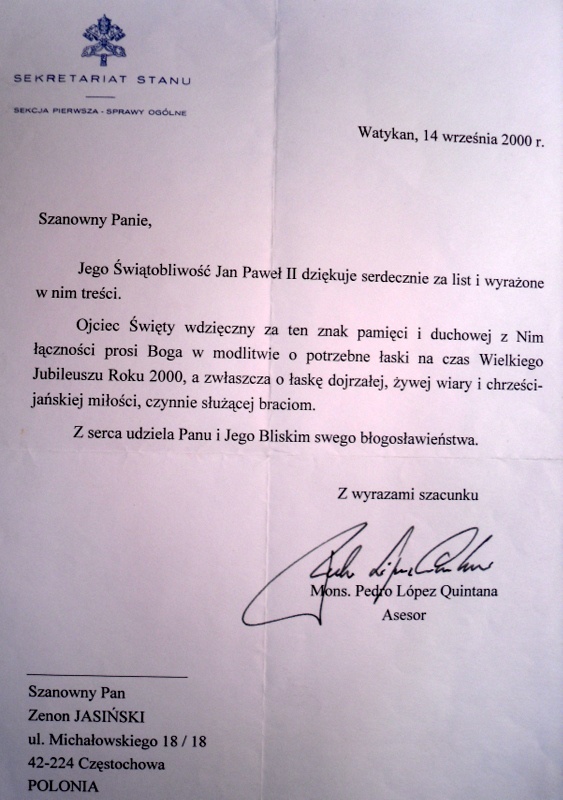 SEKRETARIAT STANU
SEKCJA PIERWSZA - SPRAWY OGÓLNE
Watykan, 14 września 2000 r.
Szanowny Panie,
Jego Świątobliwość Jan Paweł II dziękuje serdecznie za list i wyrażone
w nim treści.
Ojciec Święty wdzięczny za ten znak pamięci i duchowej z Nim
łączności prosi Boga w modlitwie o potrzebne łaski na czas Wielkiego
Jubileuszu Roku 2000, a zwłaszcza o łaskę dojrzałej, żywej wiary i chrześci-
jańskiej miłości, czynnie służącej braciom.
Z serca udziela Panu i Jego Bliskim swego błogosławieństwa.
Z wyrazami szacunku
Mons. Pedro López Quintana
Asesor
Szanowny Pan
Zenon JASIŃSKI
ul. Michałowskiego 18 / 18
42-224 Częstochowa
POLONIA